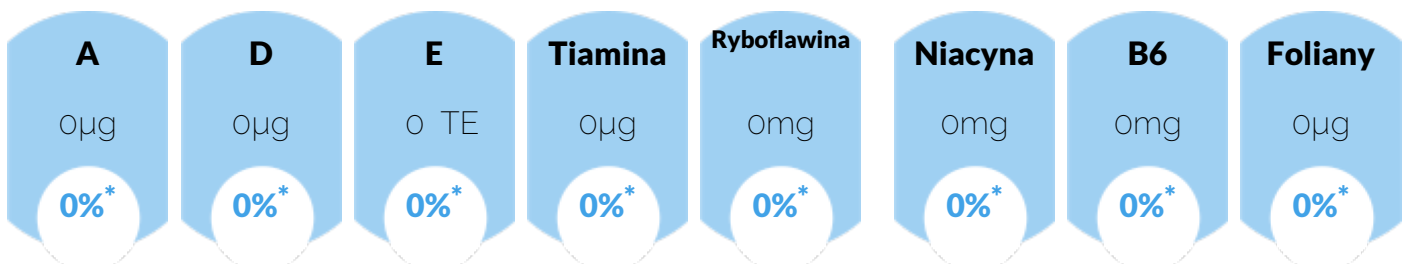 A D E Tiamina Ryboflawina Niacyna B6 Foliany
0µg 0µg 0 TE 0µg 0mg 0mg 0mg 0µg
0%* 0%* 0%* 0%* 0%* 0%* 0%* 0%*